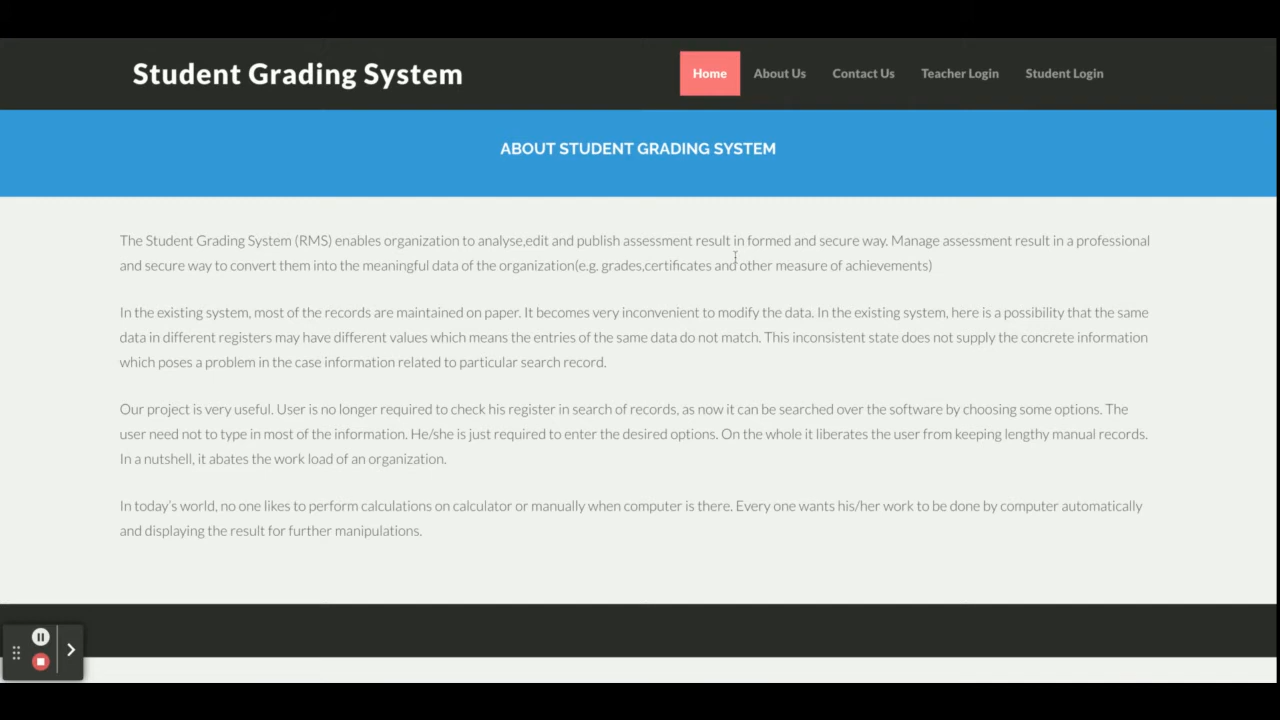 Student Grading System
Home About Us Contact Us Teacher Login Student Login
ABOUT STUDENT GRADING SYSTEM
The Student Grading System (RMS) enables organization to analyse,edit and publish assessment result in formed and secure way. Manage assessment result in a professional
and secure way to convert them into the meaningful data of the organization(e.g. grades,certificates and other measure of achievements)
In the existing system, most of the records are maintained on paper. It becomes very inconvenient to modify the data. In the existing system, here is a possibility that the same
data in different registers may have different values which means the entries of the same data do not match. This inconsistent state does not supply the concrete information
which poses a problem in the case information related to particular search record.
Our project is very useful. User is no longer required to check his register in search of records, as now it can be searched over the software by choosing some options. The
user need not to type in most of the information. He/she is just required to enter the desired options. On the whole it liberates the user from keeping lengthy manual records.
In a nutshell, it abates the work load of an organization.
In today's world, no one likes to perform calculations on calculator or manually when computer is there. Every one wants his/her work to be done by computer automatically
and displaying the result for further manipulations.